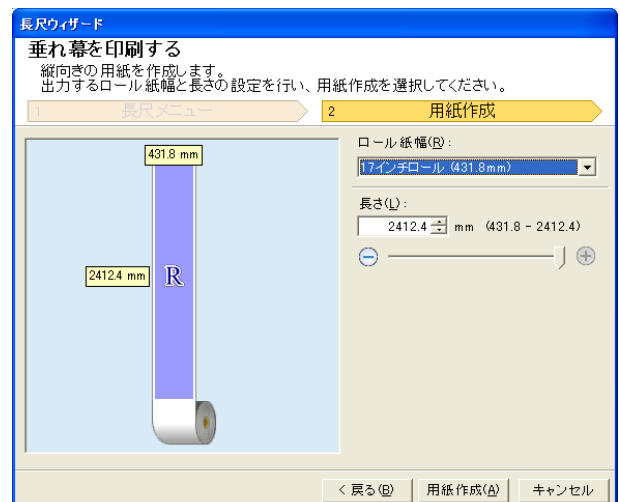 長尺ウィザード
垂れ幕を印刷する
縦向きの用紙を作成します。
出力するロール紙幅と長さの設定を行い、用紙作成を選択してください。
1 長尺メニュー
2 用紙作成
431.8 mm
2412.4 mm
R
ロール紙幅(R):
17インチロール (431.8mm)
長さ(L):
2412.4 mm (431.8 - 2412.4)
< 戻る(B)
用紙作成(A)
キャンセル